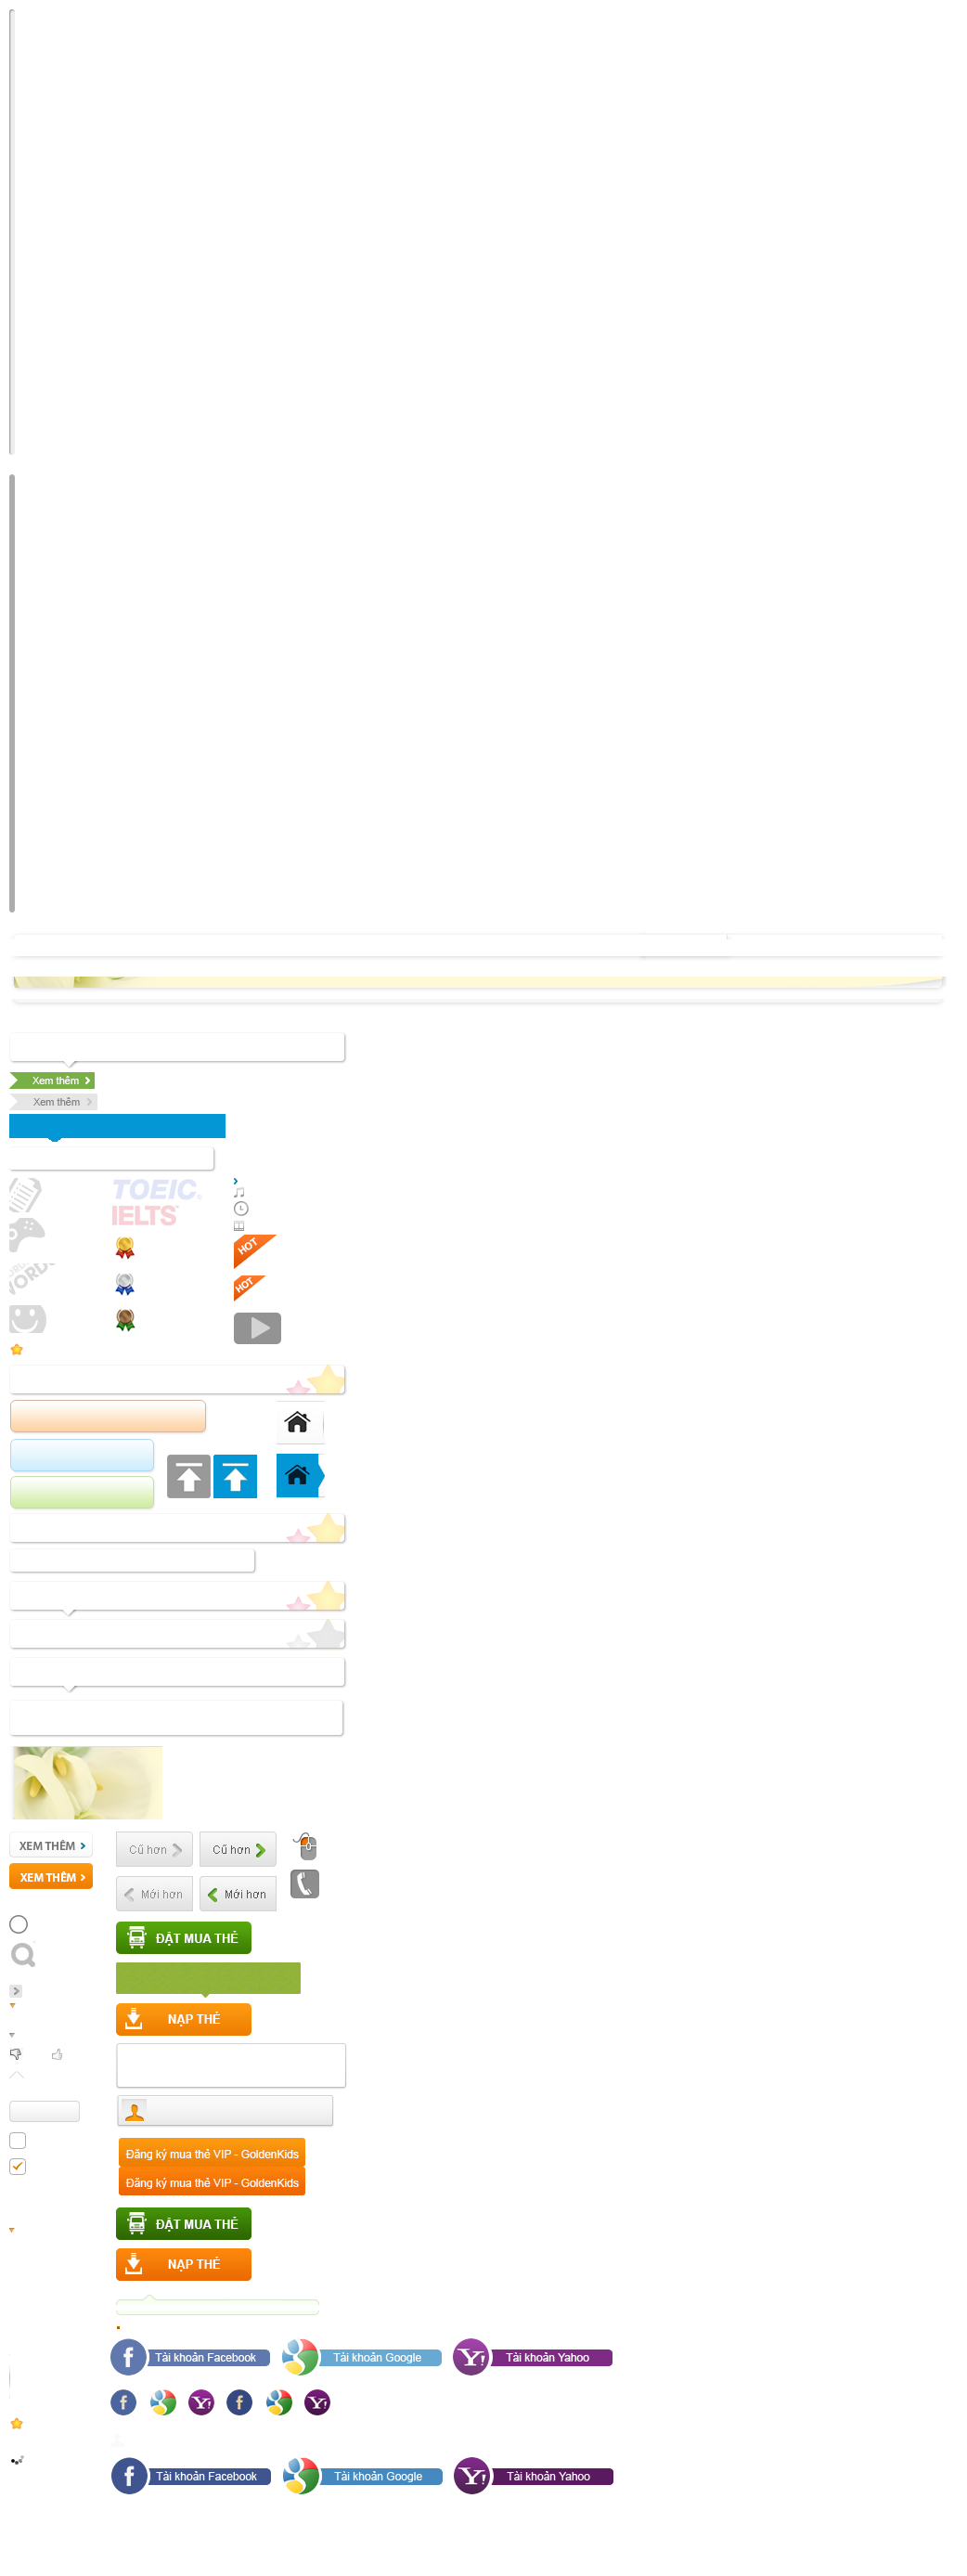 Xem thêm
Xem thêm
TOEIC.
IELTS
HOT
WORDS
HOT
XEM THÊM
Cũ hơn
Cũ hơn
XEM THÊM
Mới hơn
Mới hơn
ĐẶT MUA THẺ
NẠP THẺ
Đăng ký mua thẻ VIP - GoldenKids
Đăng ký mua thẻ VIP - GoldenKids
ĐẶT MUA THẺ
NẠP THẺ
Tài khoản Facebook
Tài khoản Google
Tài khoản Yahoo
Tài khoản Facebook
Tài khoản Google
Tài khoản Yahoo